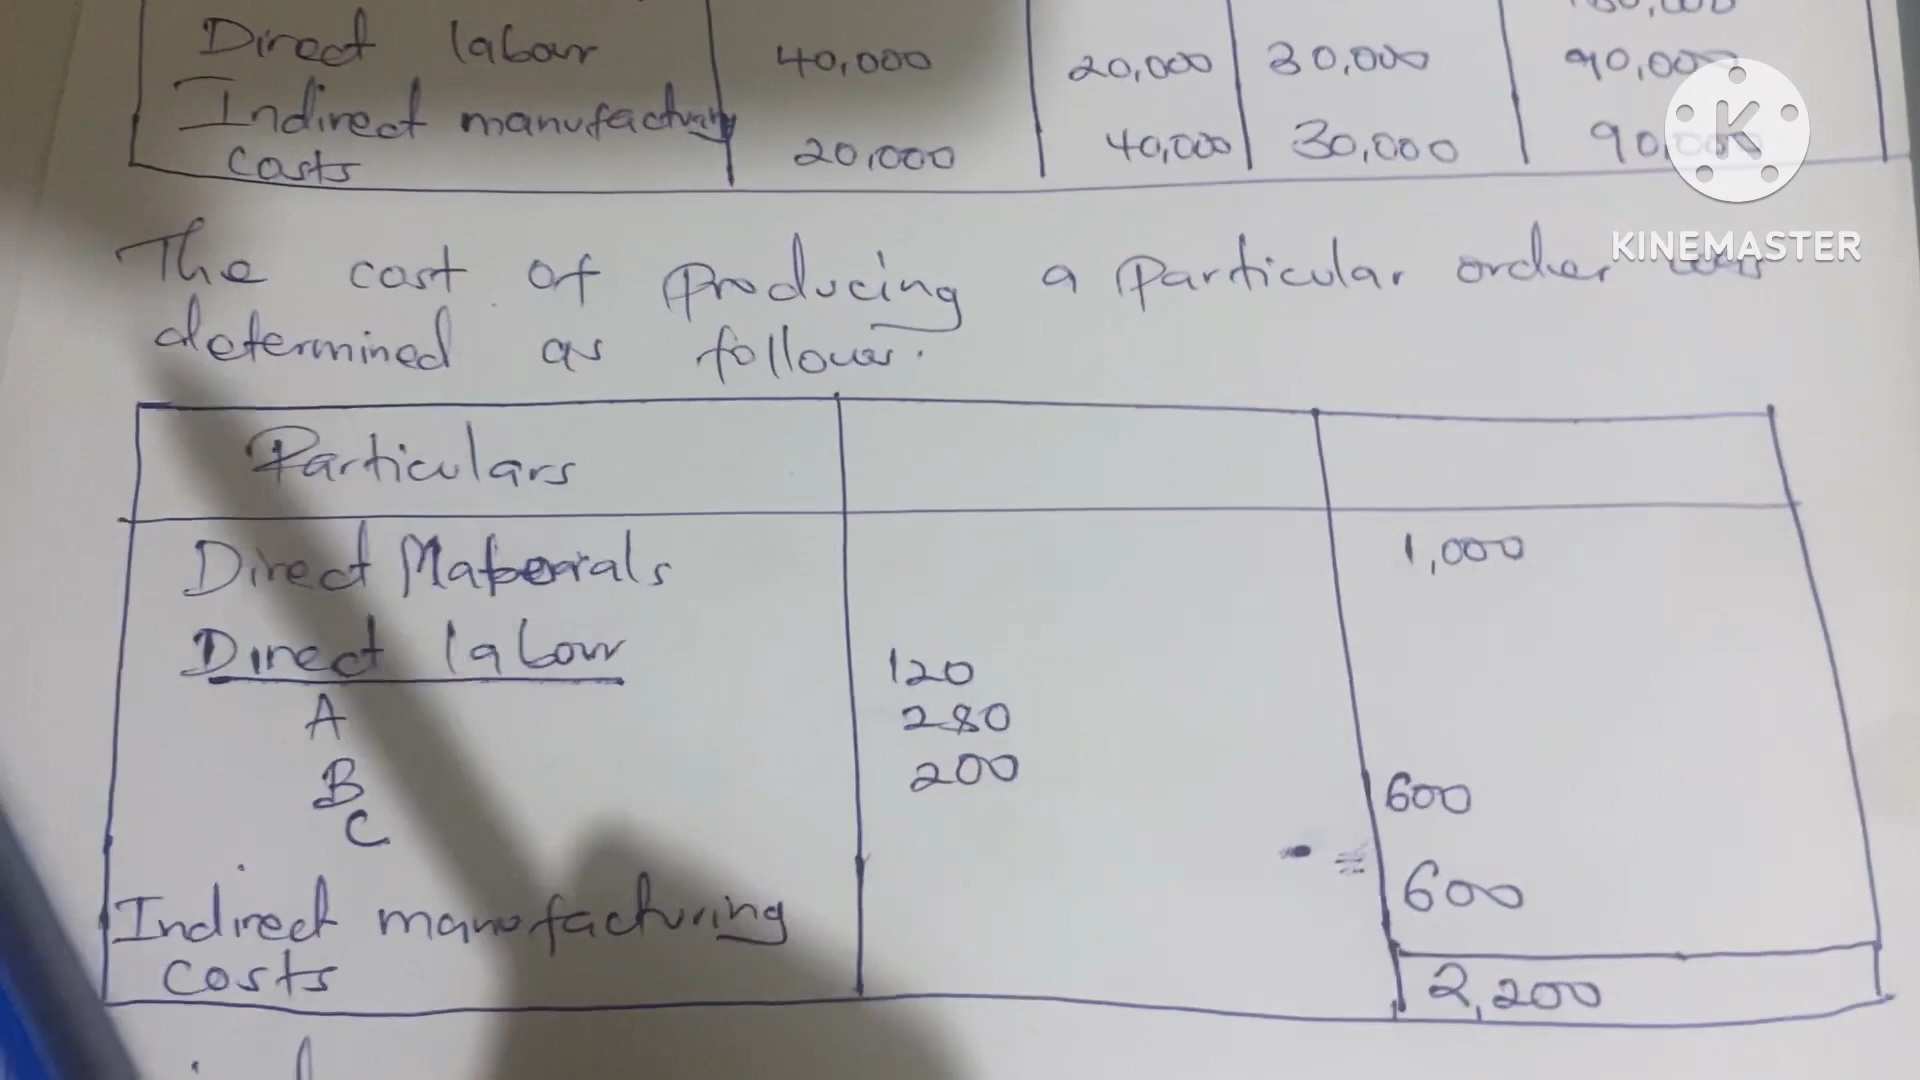 Direct labour 40,000 20,000 30,000 90,000
Indirect manufacturing
costs 20,000 40,000 30,000
K
KINEMASTER
The cost of producing a particular order was
determined as follows.
Particulars
Direct Materials 1,000
Direct labour 120
A 280
B 200 600
C
Indirect manufacturing 600
costs 2,200